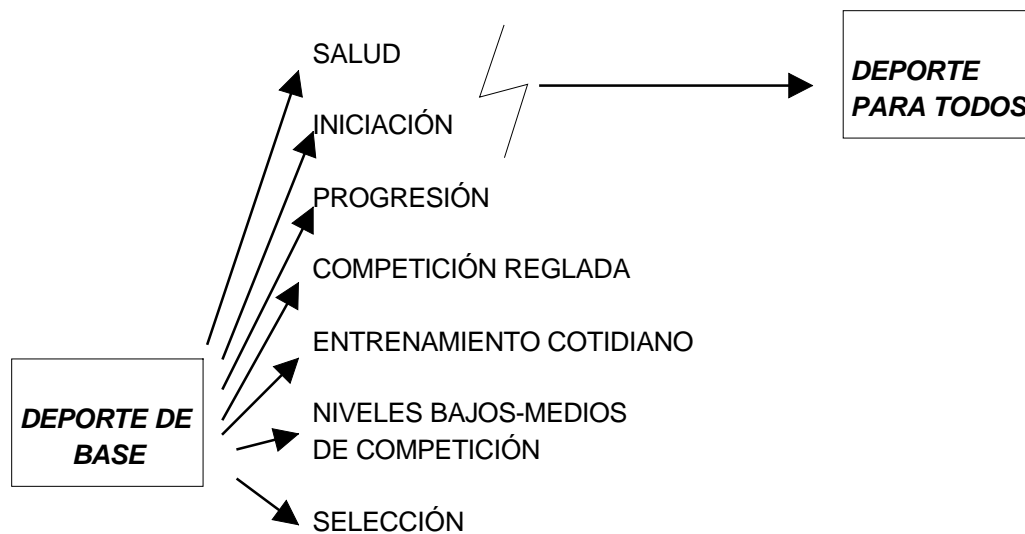 SALUD
DEPORTE
PARA TODOS
INICIACIÓN
PROGRESIÓN
COMPETICIÓN REGLADA
ENTRENAMIENTO COTIDIANO
DEPORTE DE
BASE
NIVELES BAJOS-MEDIOS
DE COMPETICIÓN
SELECCIÓN